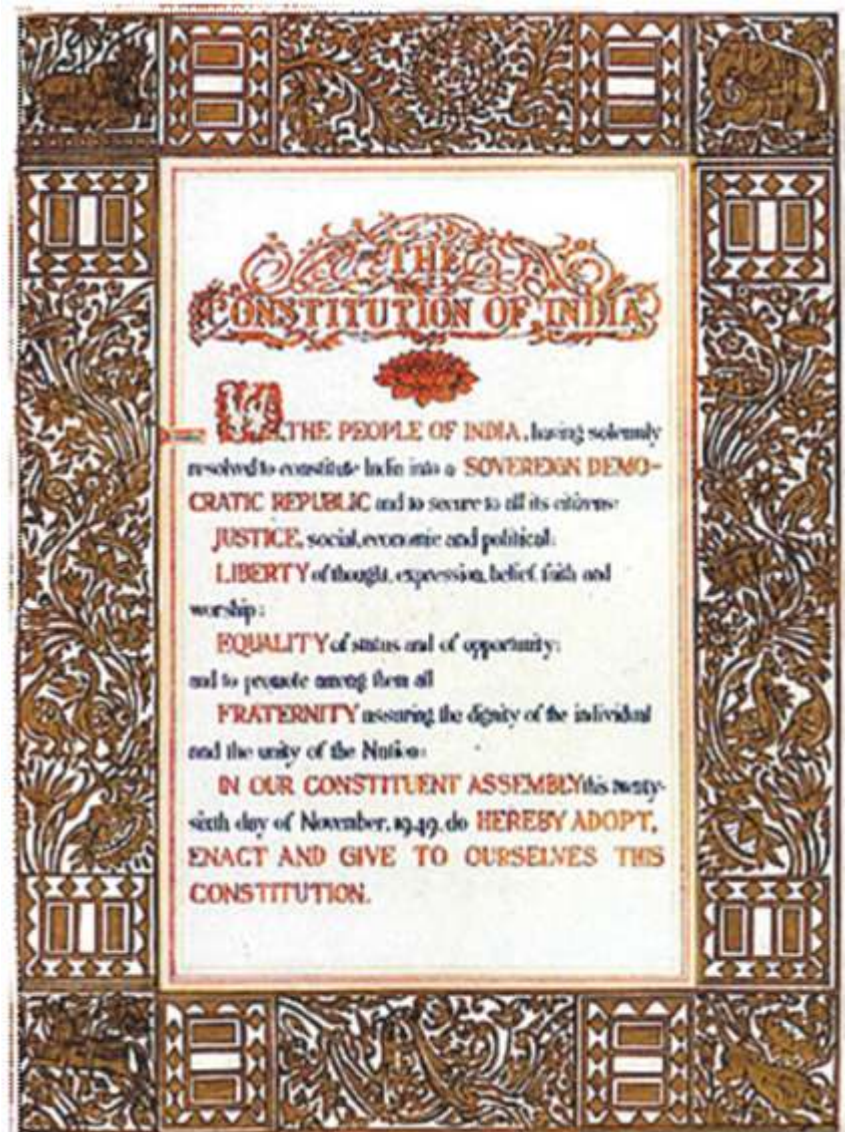 THE
CONSTITUTION OF INDIA
WE, THE PEOPLE OF INDIA, having solemnly
resolved to constitute India into a SOVEREIGN DEMO-
CRATIC REPUBLIC and to secure to all its citizens:
JUSTICE, social, economic and political;
LIBERTY of thought, expression, belief, faith and
worship;
EQUALITY of status and of opportunity;
and to promote among them all
FRATERNITY assuring the dignity of the individual
and the unity of the Nation;
IN OUR CONSTITUENT ASSEMBLY this twenty-
sixth day of November, 1949, do HEREBY ADOPT,
ENACT AND GIVE TO OURSELVES THIS
CONSTITUTION.